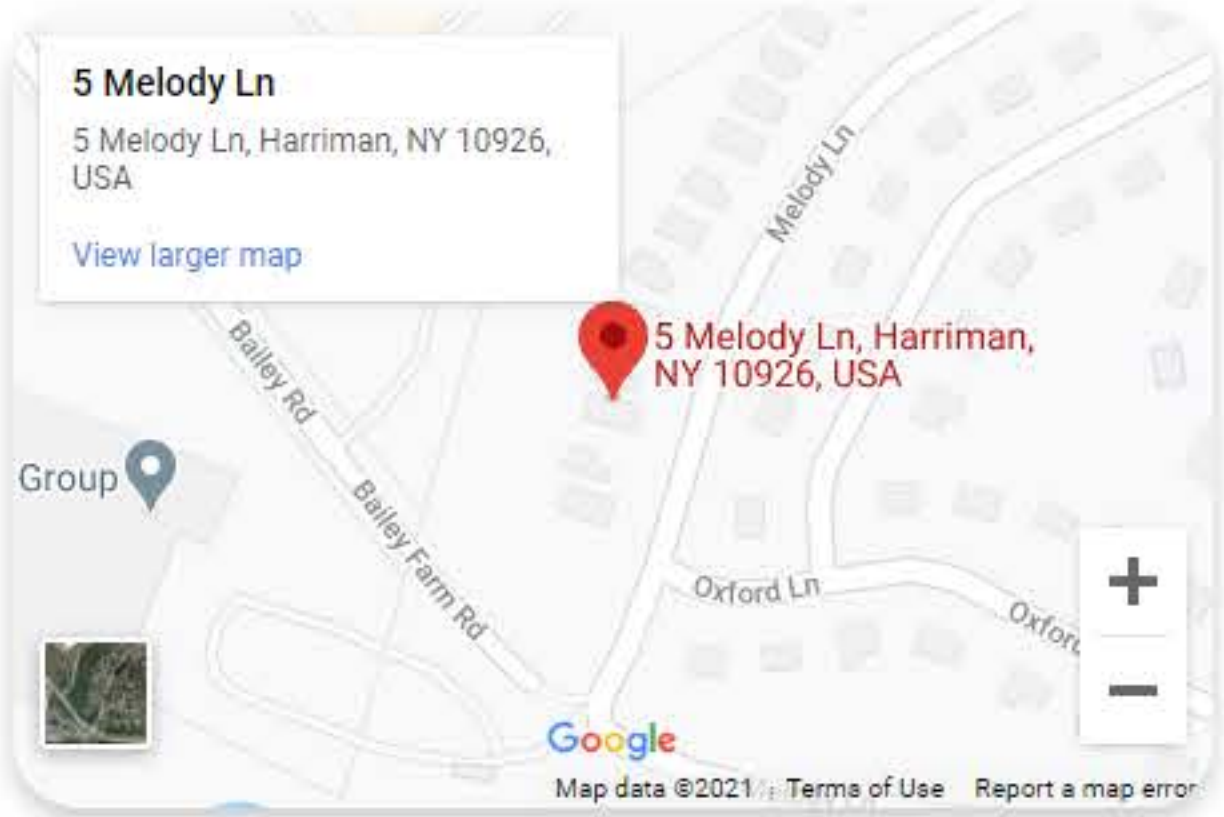 5 Melody Ln
5 Melody Ln, Harriman, NY 10926,
USA
View larger map
Melody Ln
5 Melody Ln, Harriman,
NY 10926, USA
Bailey Rd
Group
Bailey Farm Rd
Oxford Ln
Oxford
Google
Map data ©2021
Terms of Use
Report a map error